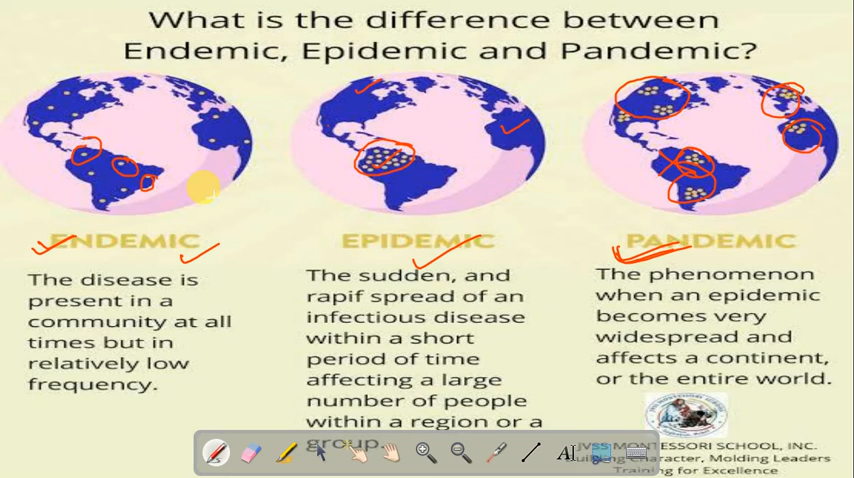 What is the difference between
Endemic, Epidemic and Pandemic?
ENDEMIC
The disease is
present in a
community at all
times but in
relatively low
frequency.
EPIDEMIC
The sudden, and
rapif spread of an
infectious disease
within a short
period of time
affecting a large
number of people
within a region or a
group.
PANDEMIC
The phenomenon
when an epidemic
becomes very
widespread and
affects a continent,
or the entire world.
JVSS MONTESSORI SCHOOL, INC.
Character, Molding Leaders
Training for Excellence
AI